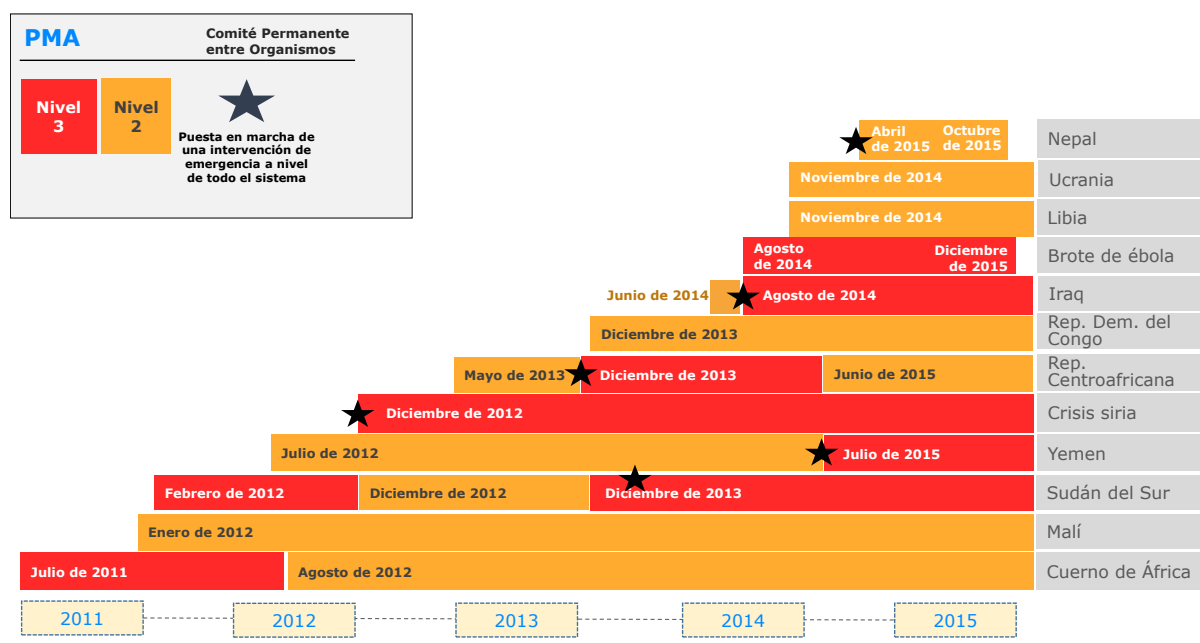 PMA
Comité Permanente
entre Organismos
Nivel
3
Nivel
2
Puesta en marcha de
una intervención de
emergencia a nivel
de todo el sistema
Abril
de 2015
Octubre
de 2015
Nepal
Noviembre de 2014
Ucrania
Noviembre de 2014
Libia
Agosto
de 2014
Diciembre
de 2015
Brote de ébola
Junio de 2014
Agosto de 2014
Iraq
Diciembre de 2013
Rep. Dem. del
Congo
Mayo de 2013
Diciembre de 2013
Junio de 2015
Rep.
Centroafricana
Diciembre de 2012
Crisis siria
Julio de 2012
Julio de 2015
Yemen
Febrero de 2012
Diciembre de 2012
Diciembre de 2013
Sudán del Sur
Enero de 2012
Malí
Julio de 2011
Agosto de 2012
Cuerno de África
2011
2012
2013
2014
2015